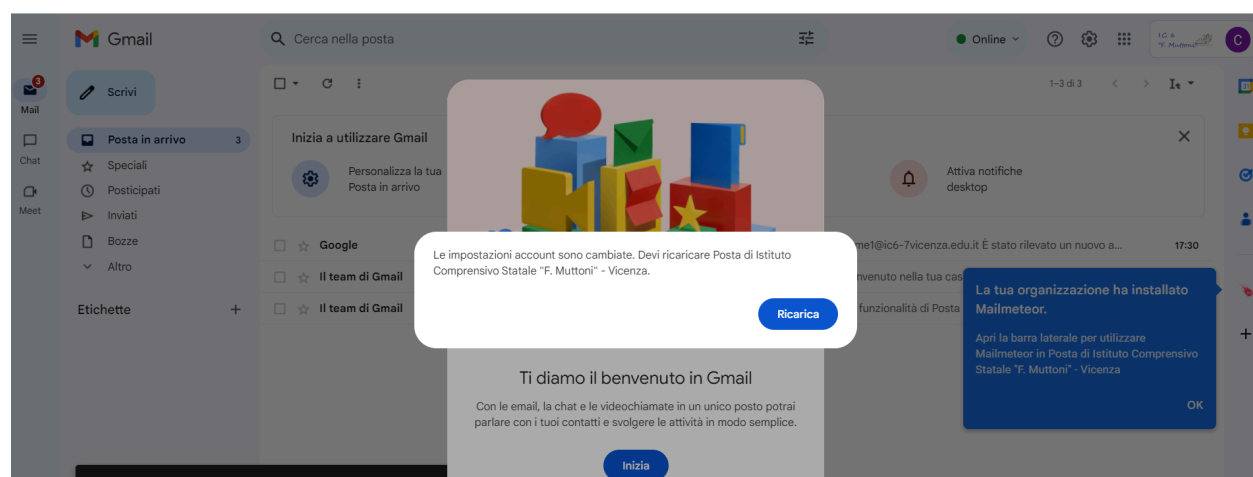 Gmail
Cerca nella posta
Online
I.C. 6
"F. Muttoni"
C
3
Mail
Chat
Meet
Scrivi
Posta in arrivo 3
Speciali
Posticipati
Inviati
Bozze
Altro
Etichette
1–3 di 3
Inizia a utilizzare Gmail
Personalizza la tua
Posta in arrivo
Attiva notifiche
desktop
Google
me1@ic6-7vicenza.edu.it È stato rilevato un nuovo a... 17:30
Il team di Gmail
nvenuto nella tua cas
Il team di Gmail
funzionalità di Posta
Le impostazioni account sono cambiate. Devi ricaricare Posta di Istituto
Comprensivo Statale "F. Muttoni" - Vicenza.
Ricarica
Ti diamo il benvenuto in Gmail
Con le email, la chat e le videochiamate in un unico posto potrai
parlare con i tuoi contatti e svolgere le attività in modo semplice.
Inizia
La tua organizzazione ha installato
Mailmeteor.
Apri la barra laterale per utilizzare
Mailmeteor in Posta di Istituto Comprensivo
Statale "F. Muttoni" - Vicenza
OK